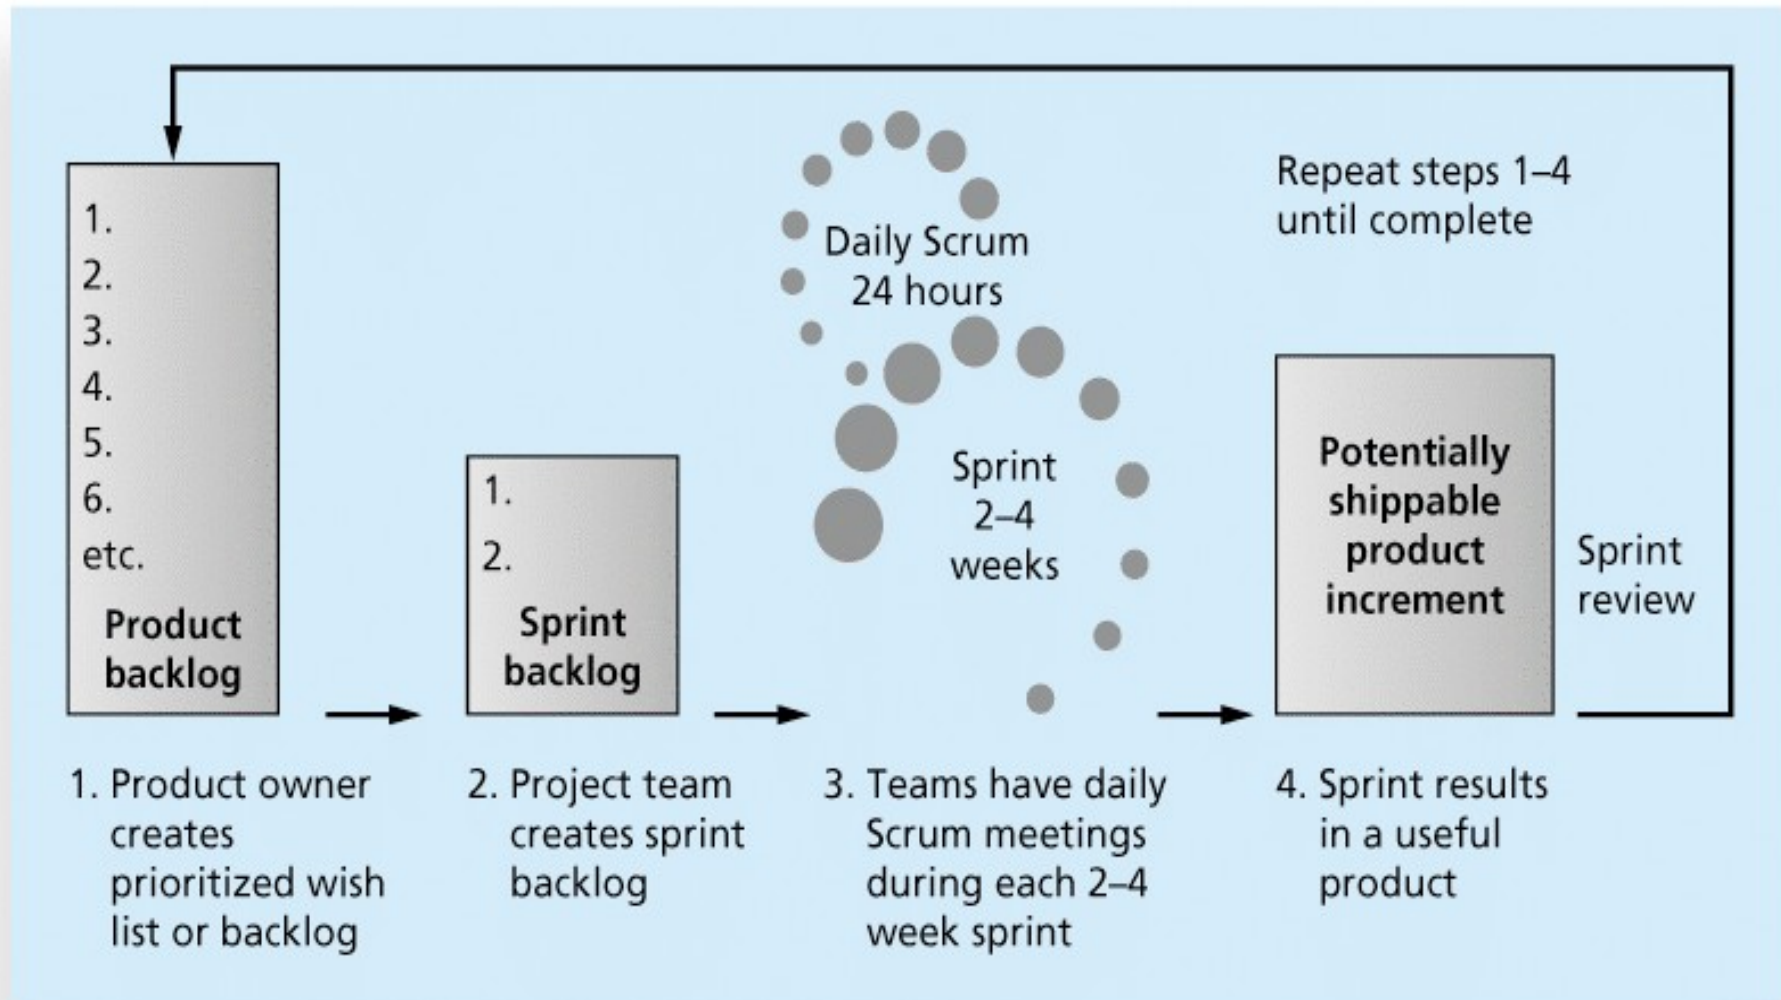 Repeat steps 1–4
until complete
1.
2.
3.
4.
5.
6.
etc.
Product
backlog
1.
2.
Sprint
backlog
Daily Scrum
24 hours
Sprint
2–4
weeks
Potentially
shippable
product
increment
Sprint
review
1. Product owner
creates
prioritized wish
list or backlog
2. Project team
creates sprint
backlog
3. Teams have daily
Scrum meetings
during each 2–4
week sprint
4. Sprint results
in a useful
product